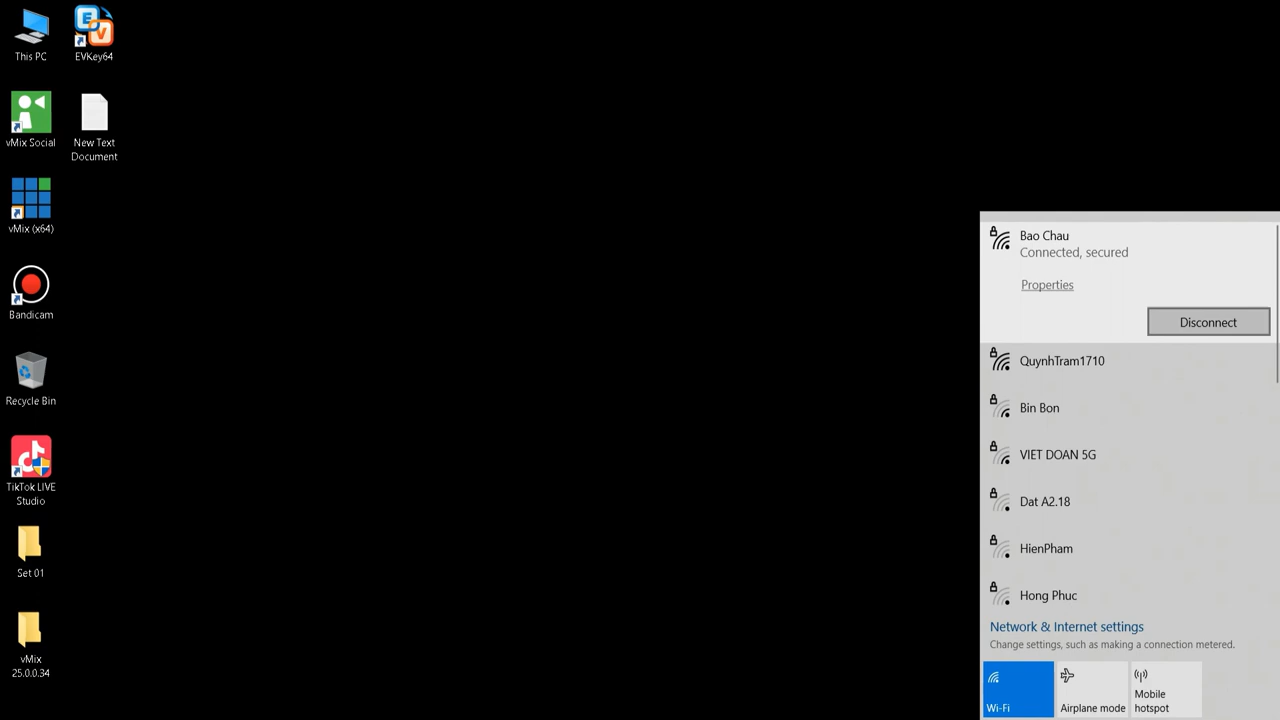 This PC
EVKey64
vMix Social
New Text
Document
vMix (x64)
Bandicam
Recycle Bin
TikTok LIVE
Studio
Set 01
vMix
25.0.0.34
Bao Chau
Connected, secured
Properties
Disconnect
QuynhTram1710
Bin Bon
VIET DOAN 5G
Dat A2.18
HienPham
Hong Phuc
Network & Internet settings
Change settings, such as making a connection metered.
Wi-Fi
Airplane mode
Mobile
hotspot